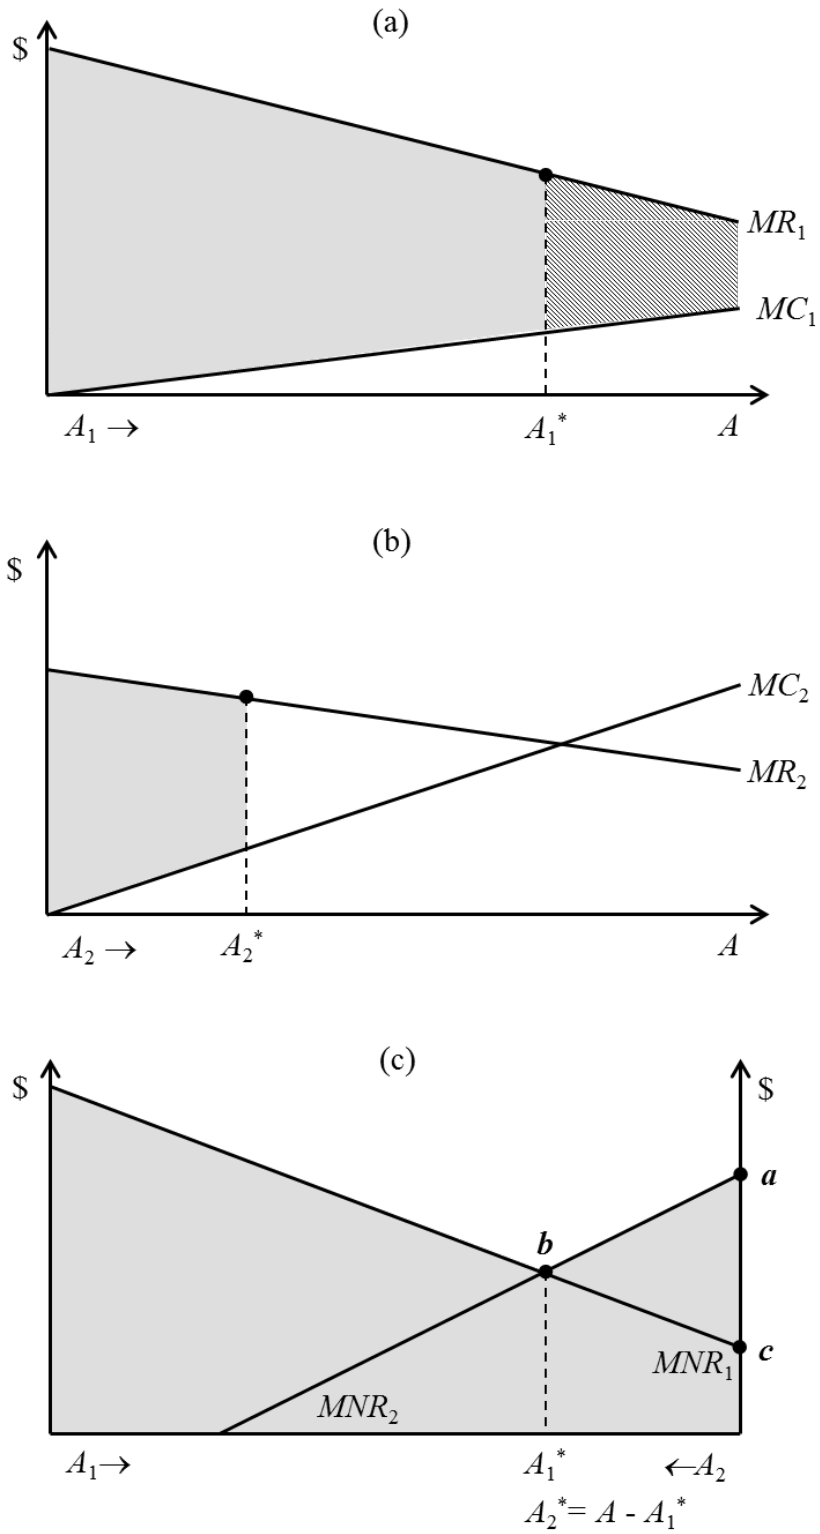 (a)
$
MR₁
MC₁
A₁ → A₁* A
(b)
$
MC₂
MR₂
A₂ → A₂* A
(c)
$ $
a
b
c
MNR₁
MNR₂
A₁→ A₁* ←A₂
A₂*= A - A₁*